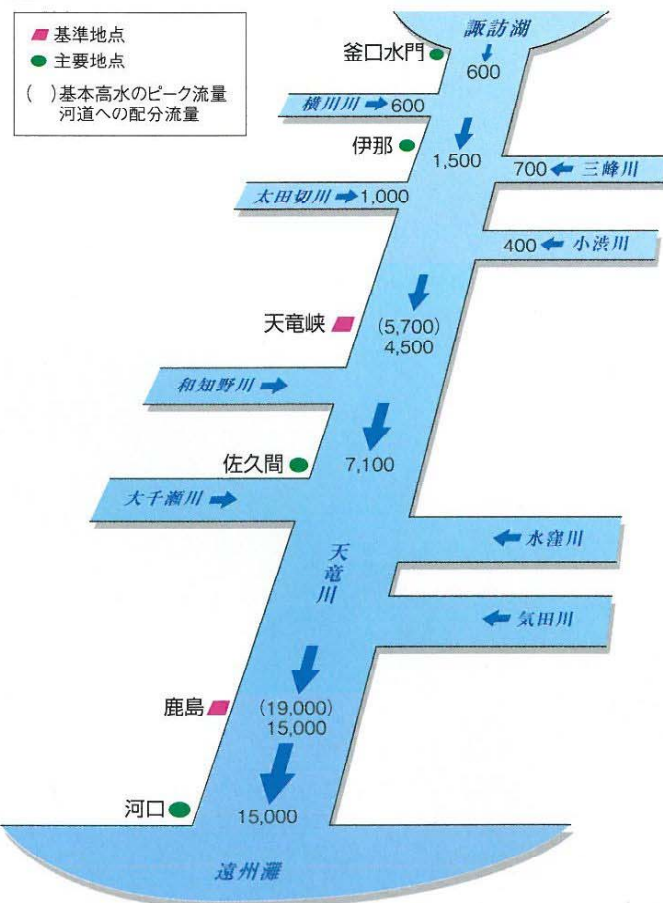 基準地点
主要地点
( )基本高水のピーク流量
河道への配分流量
諏訪湖
釜口水門
600
横川川 600
伊那
1,500
700 三峰川
太田切川 1,000
400 小渋川
天竜峡
(5,700)
4,500
和知野川
佐久間
7,100
大千瀬川
水窪川
天竜川
気田川
鹿島
(19,000)
15,000
河口
15,000
遠州灘